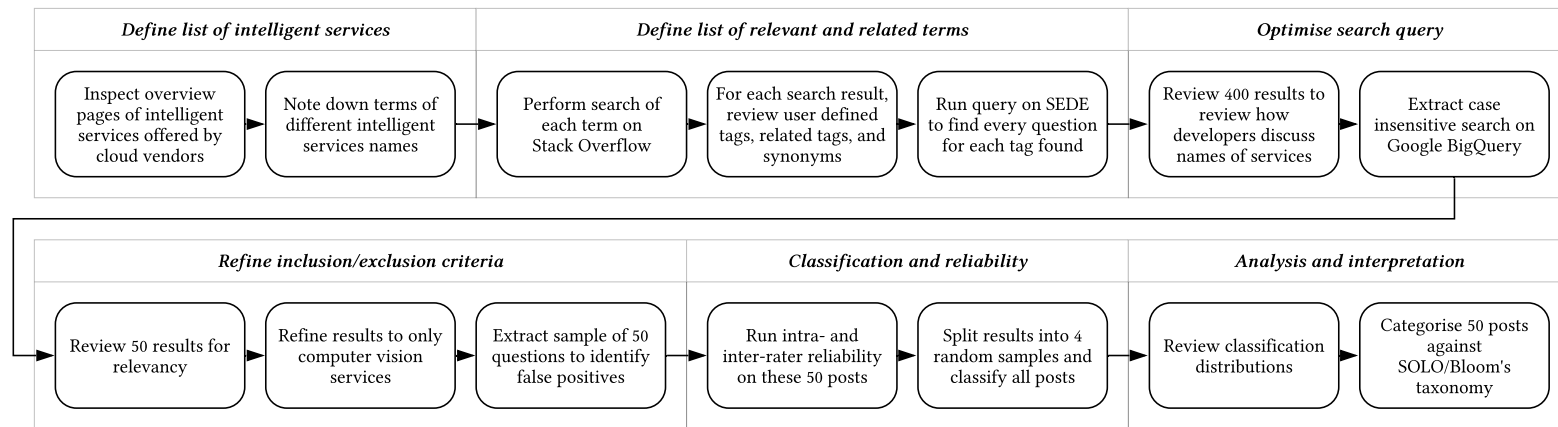 Define list of intelligent services
Define list of relevant and related terms
Optimise search query
Inspect overview
pages of intelligent
services offered by
cloud vendors
Note down terms of
different intelligent
services names
Perform search of
each term on
Stack Overflow
For each search result,
review user defined
tags, related tags, and
synonyms
Run query on SEDE
to find every question
for each tag found
Review 400 results to
review how
developers discuss
names of services
Extract case
insensitive search on
Google BigQuery
Refine inclusion/exclusion criteria
Classification and reliability
Analysis and interpretation
Review 50 results for
relevancy
Refine results to only
computer vision
services
Extract sample of 50
questions to identify
false positives
Run intra- and
inter-rater reliability
on these 50 posts
Split results into 4
random samples and
classify all posts
Review classification
distributions
Categorise 50 posts
against
SOLO/Bloom's
taxonomy